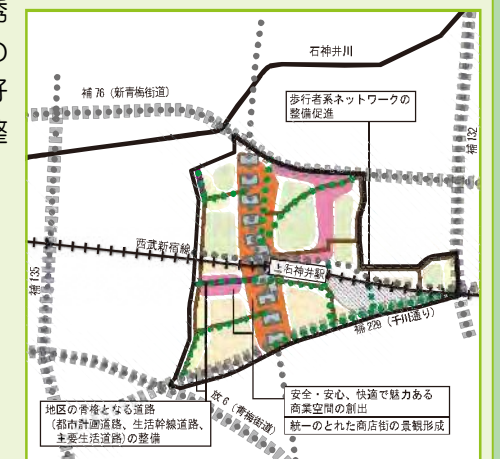 の
石神井川
補76（新青梅街道）
歩行者系ネットワークの
整備促進
補132
西武新宿線
上石神井駅
補135
補229（千川通り）
放6（青梅街道）
地区の骨格となる道路
（都市計画道路、生活幹線道路、
主要生活道路）の整備
安全・安心、快適で魅力ある
商業空間の創出
統一のとれた商店街の景観形成